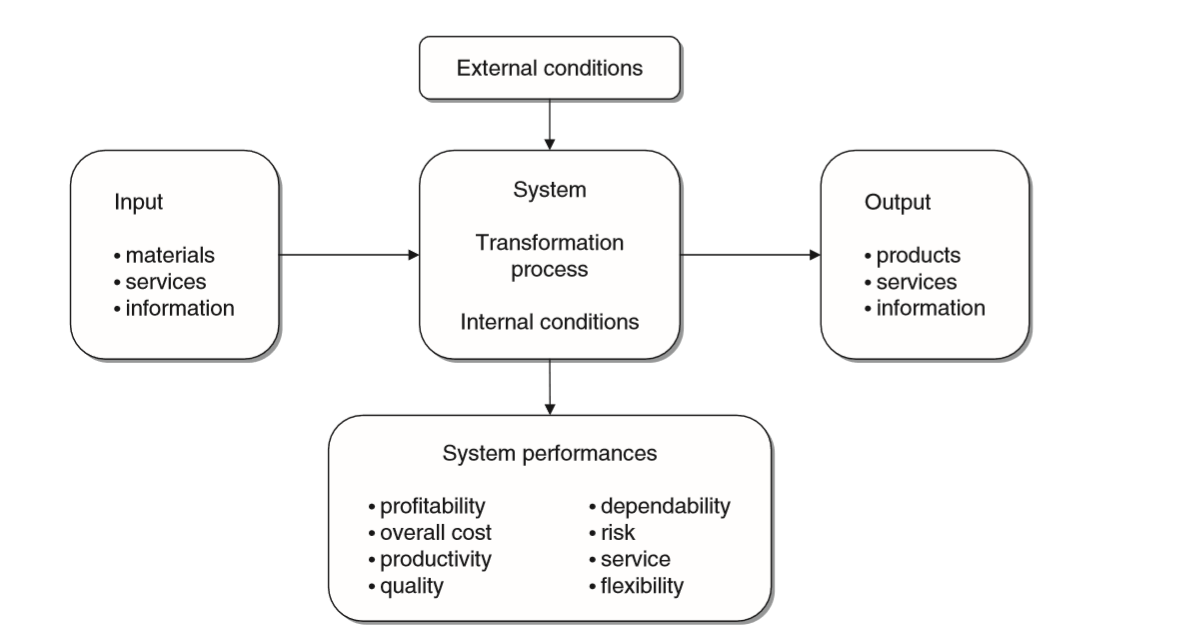 External conditions
Input
• materials
• services
• information
System
Transformation
process
Internal conditions
Output
• products
• services
• information
System performances
• profitability
• overall cost
• productivity
• quality
• dependability
• risk
• service
• flexibility